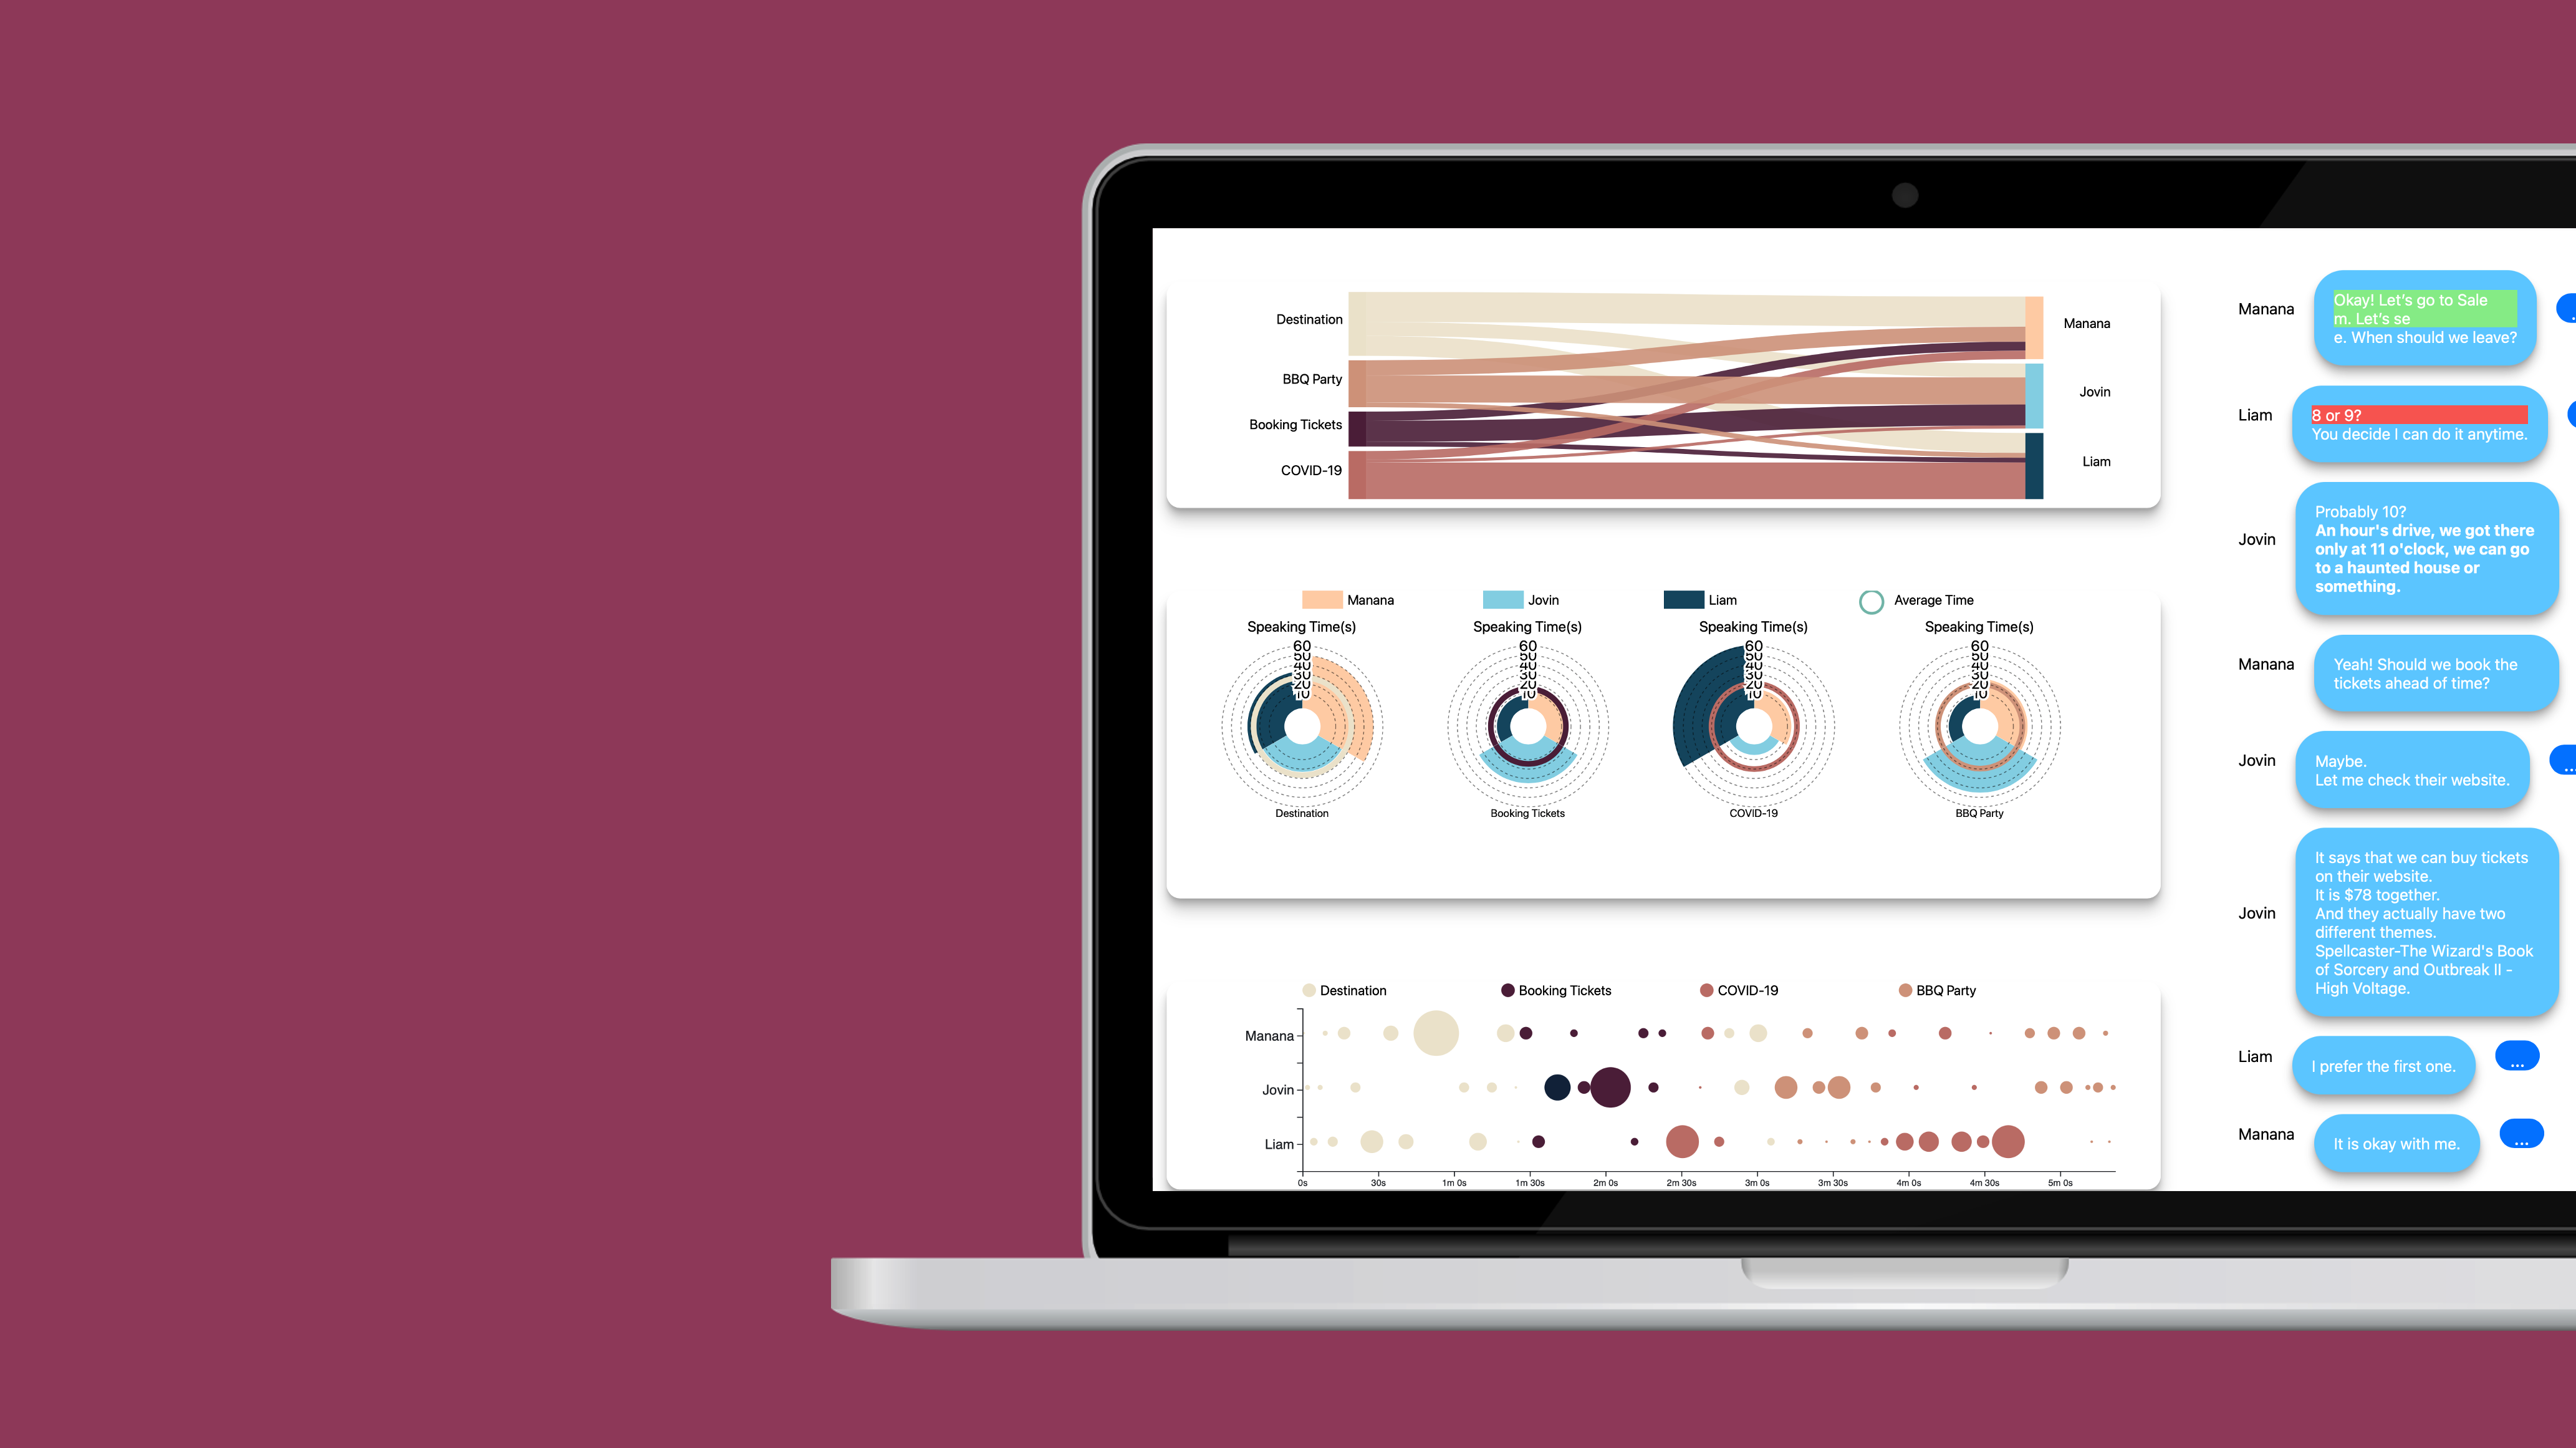 Destination
BBQ Party
Booking Tickets
COVID-19
Manana
Jovin
Liam
Manana
Jovin
Liam
Average Time
Speaking Time(s)
60
50
40
30
20
10
Destination
Speaking Time(s)
60
50
40
30
20
10
Booking Tickets
Speaking Time(s)
60
50
40
30
20
10
COVID-19
Speaking Time(s)
60
50
40
30
20
10
BBQ Party
Destination
Booking Tickets
COVID-19
BBQ Party
Manana
Jovin
Liam
0s
30s
1m 0s
1m 30s
2m 0s
2m 30s
3m 0s
3m 30s
4m 0s
4m 30s
5m 0s
Manana
Okay! Let’s go to Sale
m. Let’s se
e. When should we leave?
Liam
8 or 9?
You decide I can do it anytime.
Jovin
Probably 10?
An hour's drive, we got there
only at 11 o'clock, we can go
to a haunted house or
something.
Manana
Yeah! Should we book the
tickets ahead of time?
Jovin
Maybe.
Let me check their website.
...
Jovin
It says that we can buy tickets
on their website.
It is $78 together.
And they actually have two
different themes.
Spellcaster-The Wizard's Book
of Sorcery and Outbreak II -
High Voltage.
Liam
I prefer the first one.
...
Manana
It is okay with me.
...